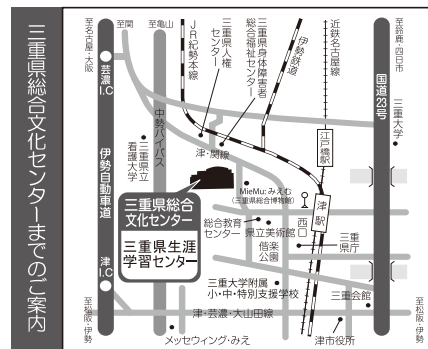 三重県総合文化センターまでのご案内
至名古屋・大阪
芸濃I.C
伊勢自動車道
津I.C
至松阪・伊勢
至関
至亀山
JR紀勢本線
三重県人権センター
三重県身体障害者総合福祉センター
伊勢鉄道
近鉄名古屋線
至鈴鹿・四日市
国道23号
三重大学
江戸橋駅
中勢バイパス
三重県立看護大学
津・関線
MieMu:みえむ
(三重県総合博物館)
三重県総合
文化センター
三重県生涯
学習センター
津駅
西口
総合教育
センター
県立美術館
偕楽
公園
三重
県庁
三重大学附属
小・中・特別支援学校
三重会館
津・芸濃・大山田線
メッセウィング・みえ
津市役所
至松阪・伊勢